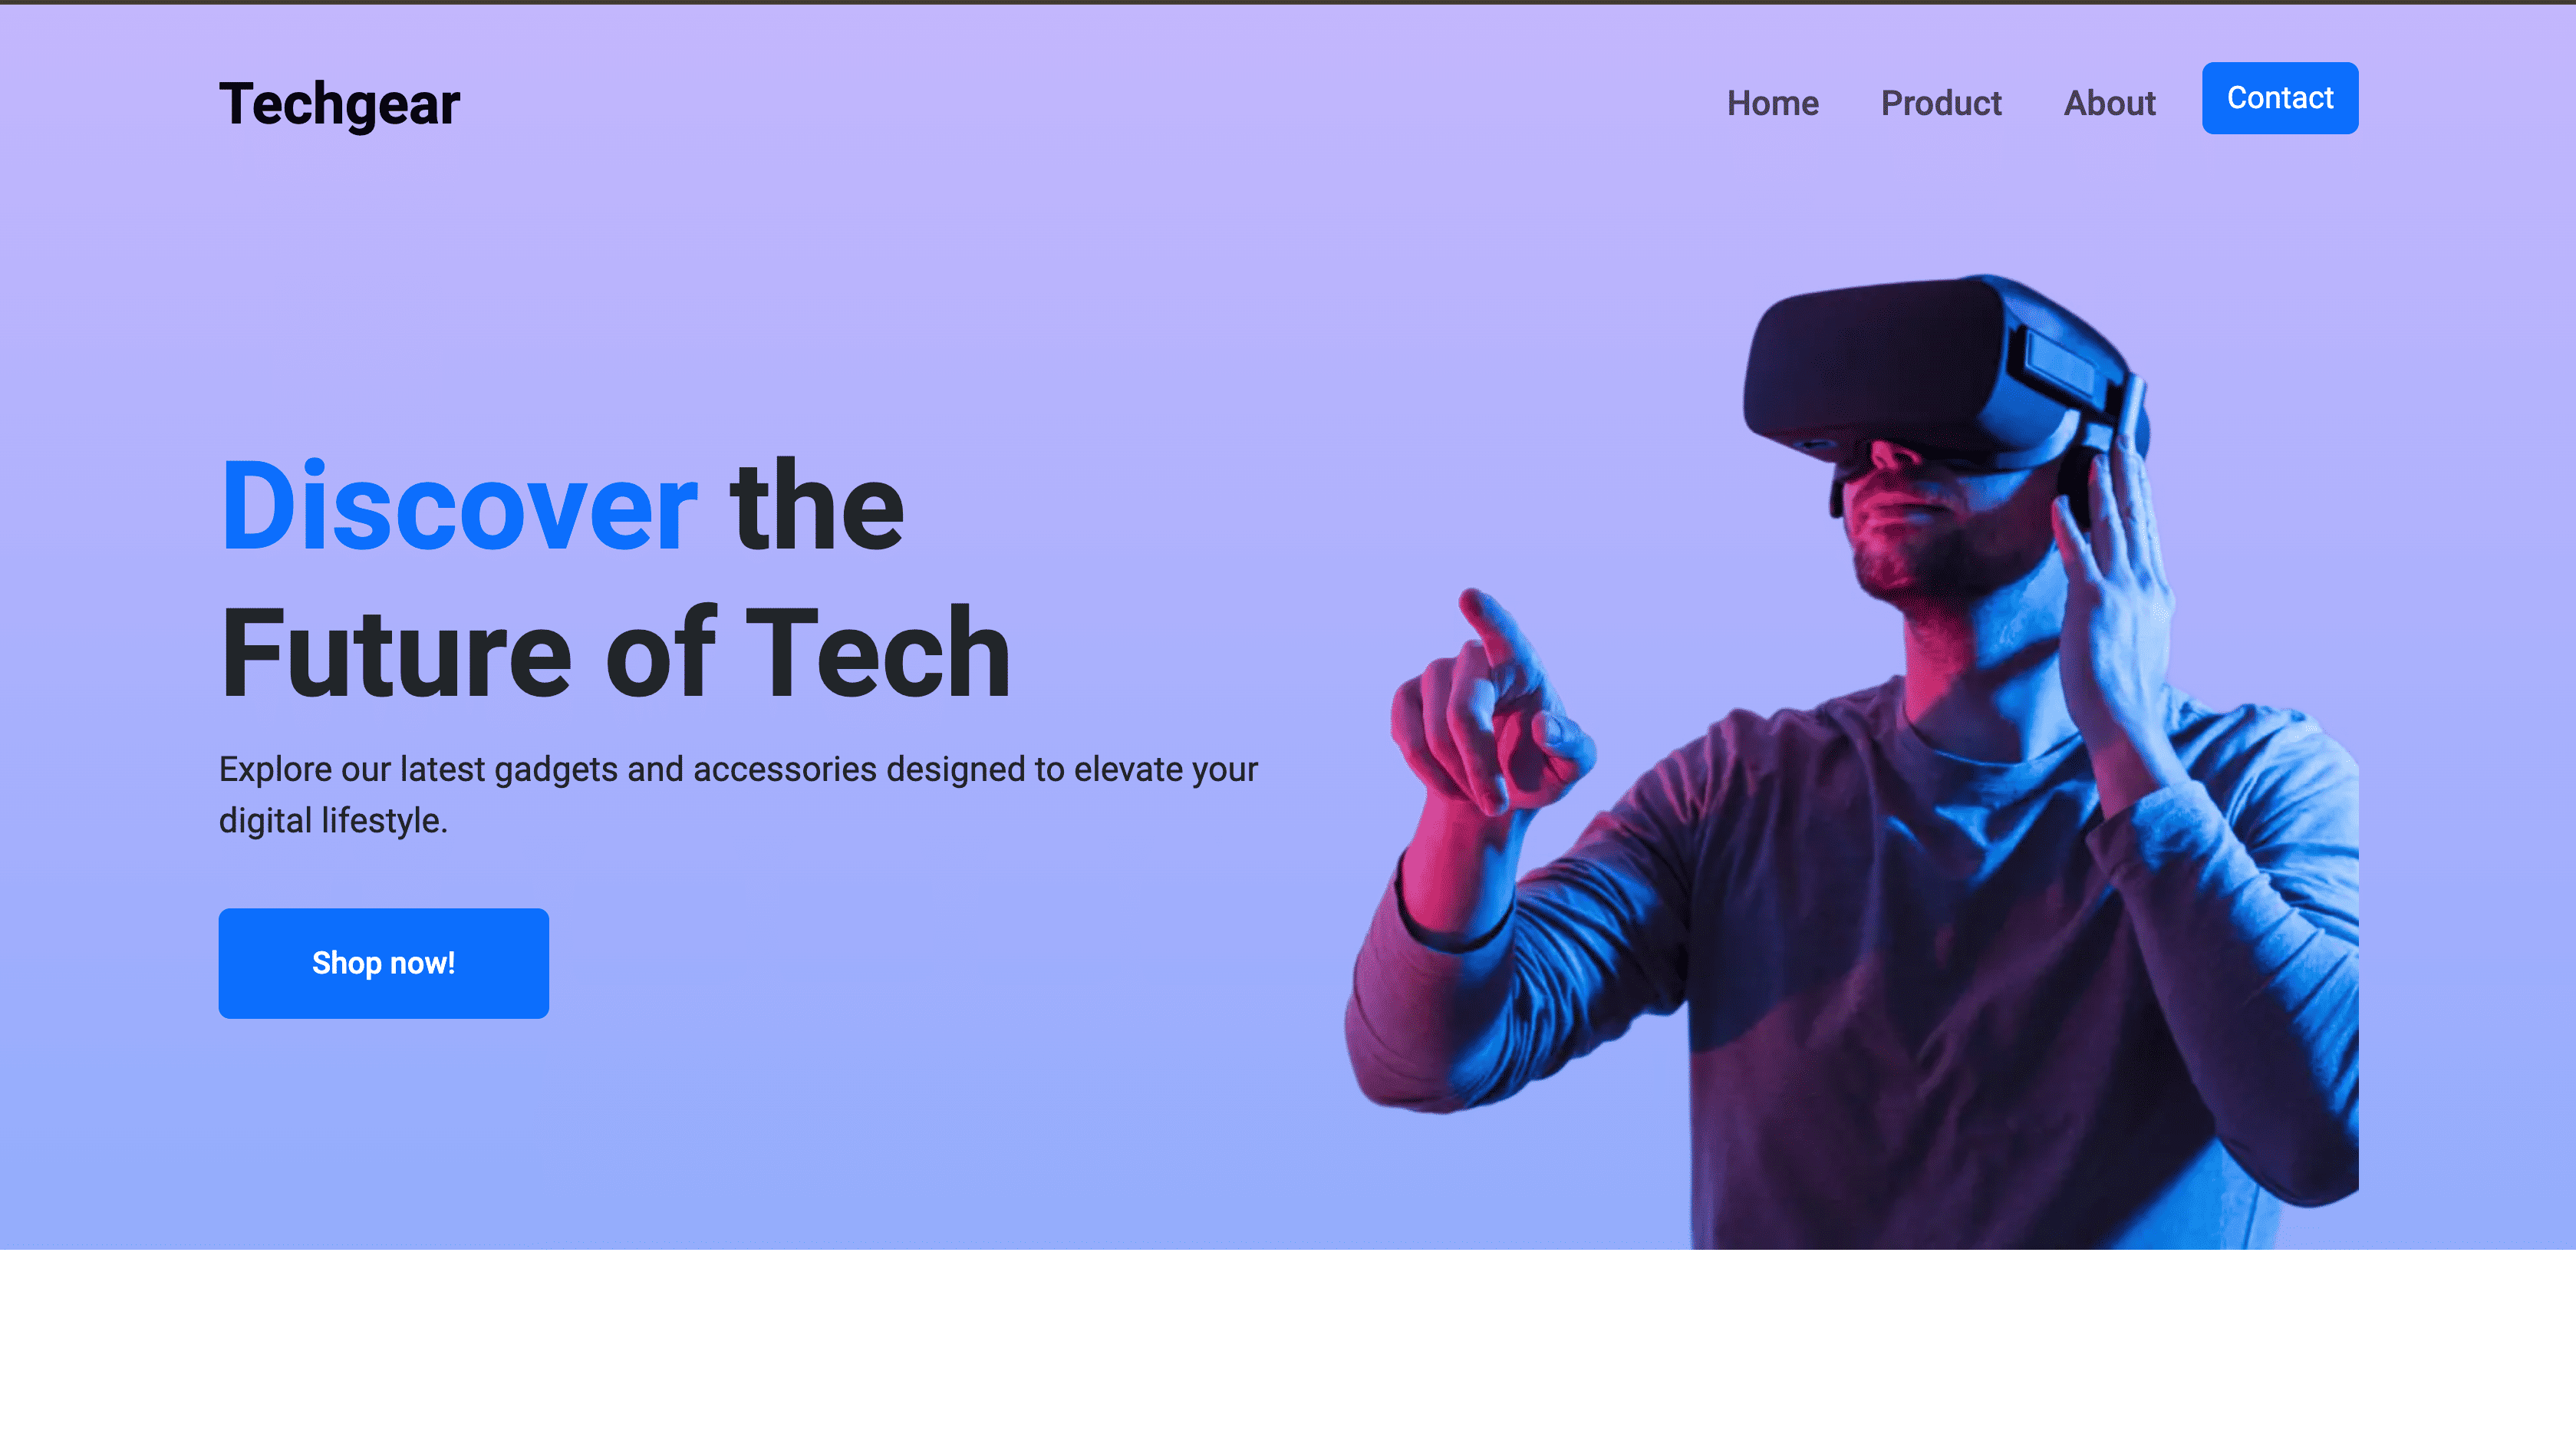 Techgear
Home Product About Contact
Discover the
Future of Tech
Explore our latest gadgets and accessories designed to elevate your
digital lifestyle.
Shop now!